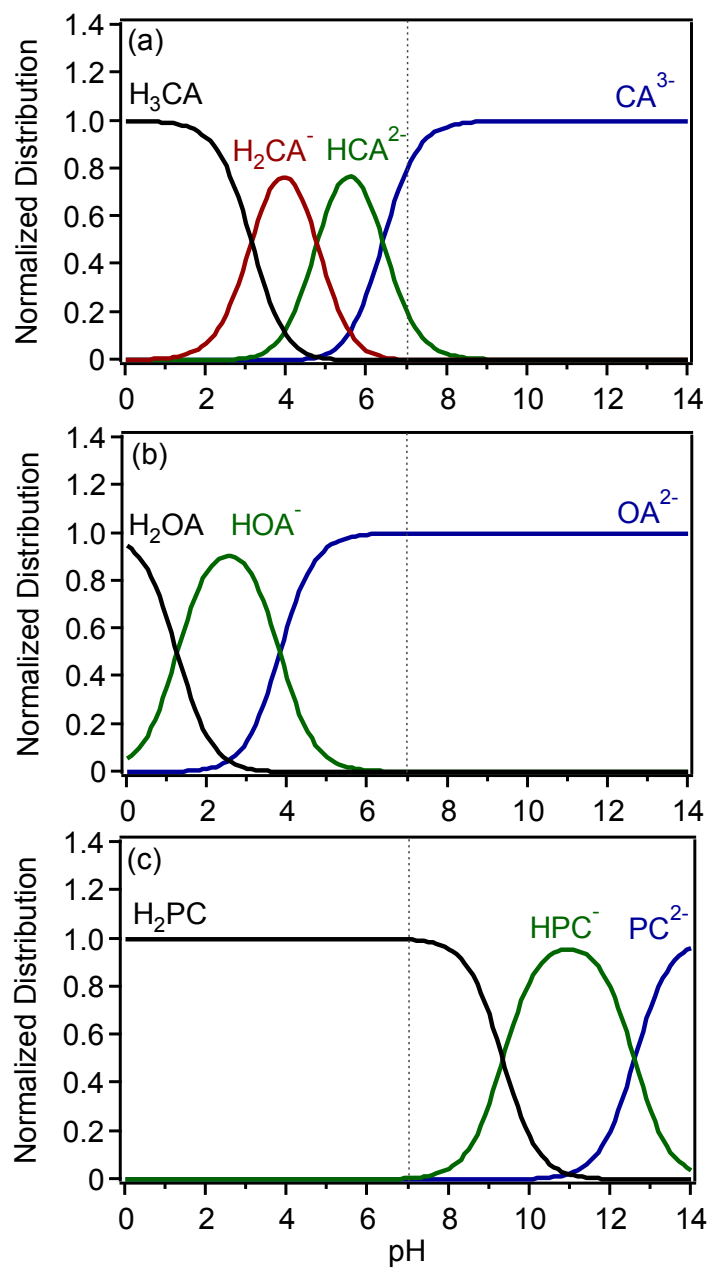 (a)
H₃CA
H₂CA⁻
HCA²⁻
CA³⁻
Normalized Distribution
1.4
1.2
1.0
0.8
0.6
0.4
0.2
0
0 2 4 6 8 10 12 14
(b)
H₂OA
HOA⁻
OA²⁻
Normalized Distribution
1.4
1.2
1.0
0.8
0.6
0.4
0.2
0
0 2 4 6 8 10 12 14
(c)
H₂PC
HPC⁻
PC²⁻
Normalized Distribution
1.4
1.2
1.0
0.8
0.6
0.4
0.2
0
0 2 4 6 8 10 12 14
pH